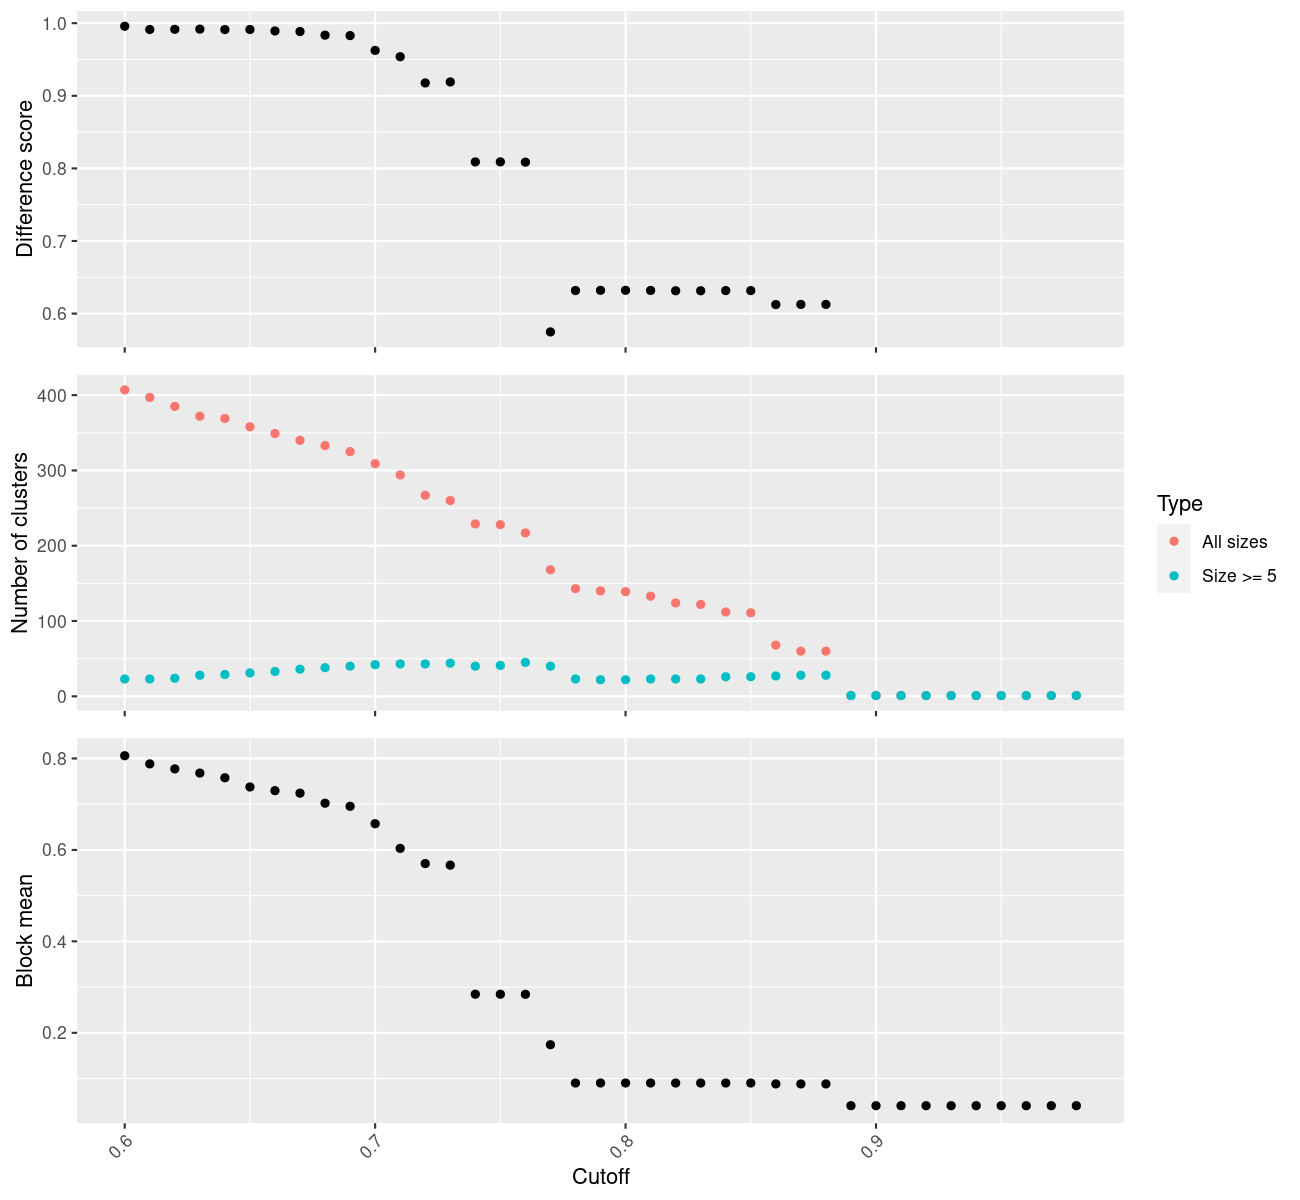 Difference score
1.0
0.9
0.8
0.7
0.6
Number of clusters
400
300
200
100
0
Type
All sizes
Size >= 5
Block mean
0.8
0.6
0.4
0.2
0.6
0.7
0.8
0.9
Cutoff